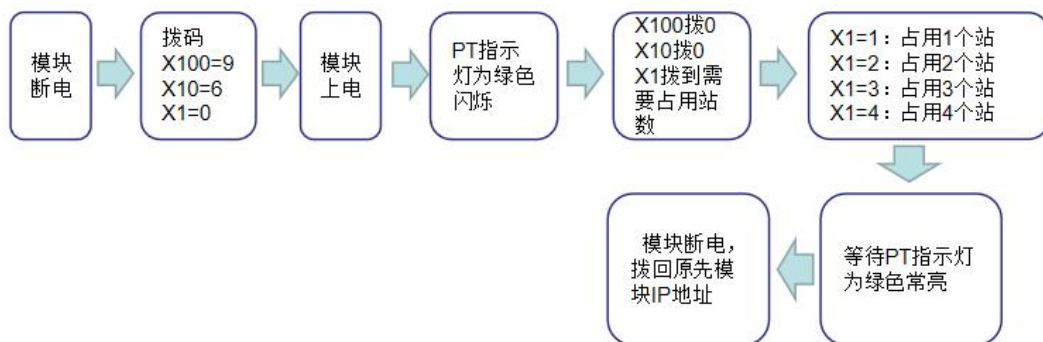 模块
断电
拨码
X100=9
X10=6
X1=0
模块
上电
PT指示
灯为绿色
闪烁
X100拨0
X10拨0
X1拨到需
要占用站
数
X1=1：占用1个站
X1=2：占用2个站
X1=3：占用3个站
X1=4：占用4个站
等待PT指示灯
为绿色常亮
模块断电，
拨回原先模
块IP地址